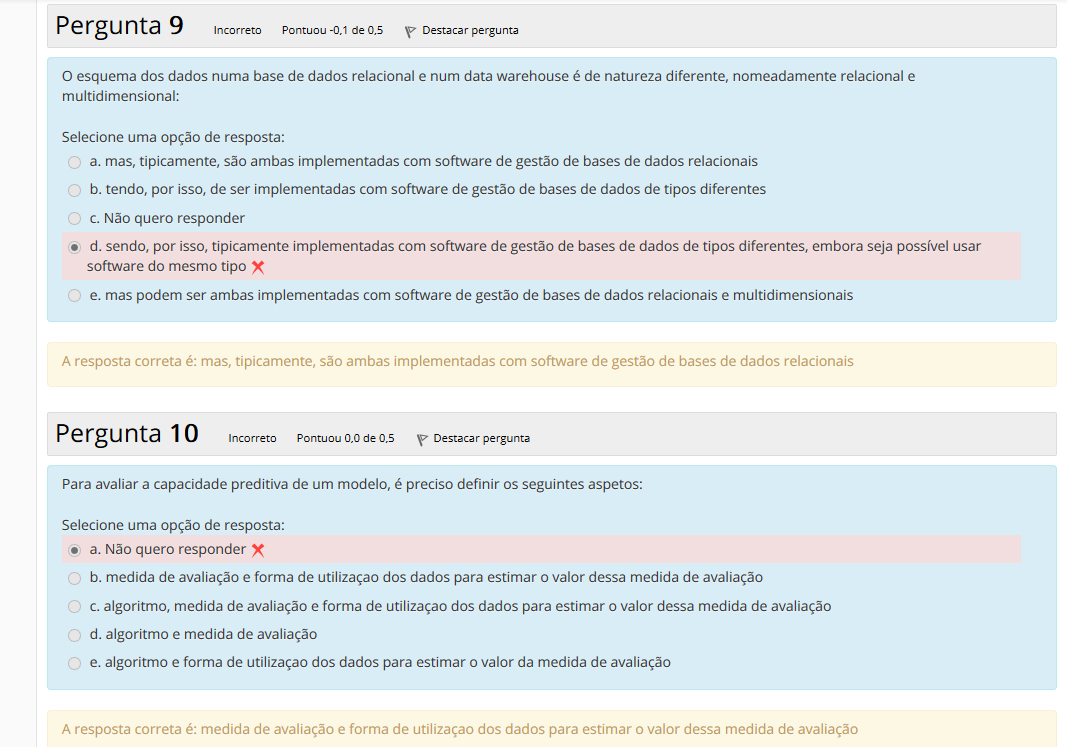 Pergunta 9 Incorreto Pontuou -0,1 de 0,5 Destacar pergunta
O esquema dos dados numa base de dados relacional e num data warehouse é de natureza diferente, nomeadamente relacional e
multidimensional:
Selecione uma opção de resposta:
a. mas, tipicamente, são ambas implementadas com software de gestão de bases de dados relacionais
b. tendo, por isso, de ser implementadas com software de gestão de bases de dados de tipos diferentes
c. Não quero responder
d. sendo, por isso, tipicamente implementadas com software de gestão de bases de dados de tipos diferentes, embora seja possível usar
software do mesmo tipo
e. mas podem ser ambas implementadas com software de gestão de bases de dados relacionais e multidimensionais
A resposta correta é: mas, tipicamente, são ambas implementadas com software de gestão de bases de dados relacionais
Pergunta 10 Incorreto Pontuou 0,0 de 0,5 Destacar pergunta
Para avaliar a capacidade preditiva de um modelo, é preciso definir os seguintes aspetos:
Selecione uma opção de resposta:
a. Não quero responder
b. medida de avaliação e forma de utilizaçao dos dados para estimar o valor dessa medida de avaliação
c. algoritmo, medida de avaliação e forma de utilizaçao dos dados para estimar o valor dessa medida de avaliação
d. algoritmo e medida de avaliação
e. algoritmo e forma de utilizaçao dos dados para estimar o valor da medida de avaliação
A resposta correta é: medida de avaliação e forma de utilizaçao dos dados para estimar o valor dessa medida de avaliação